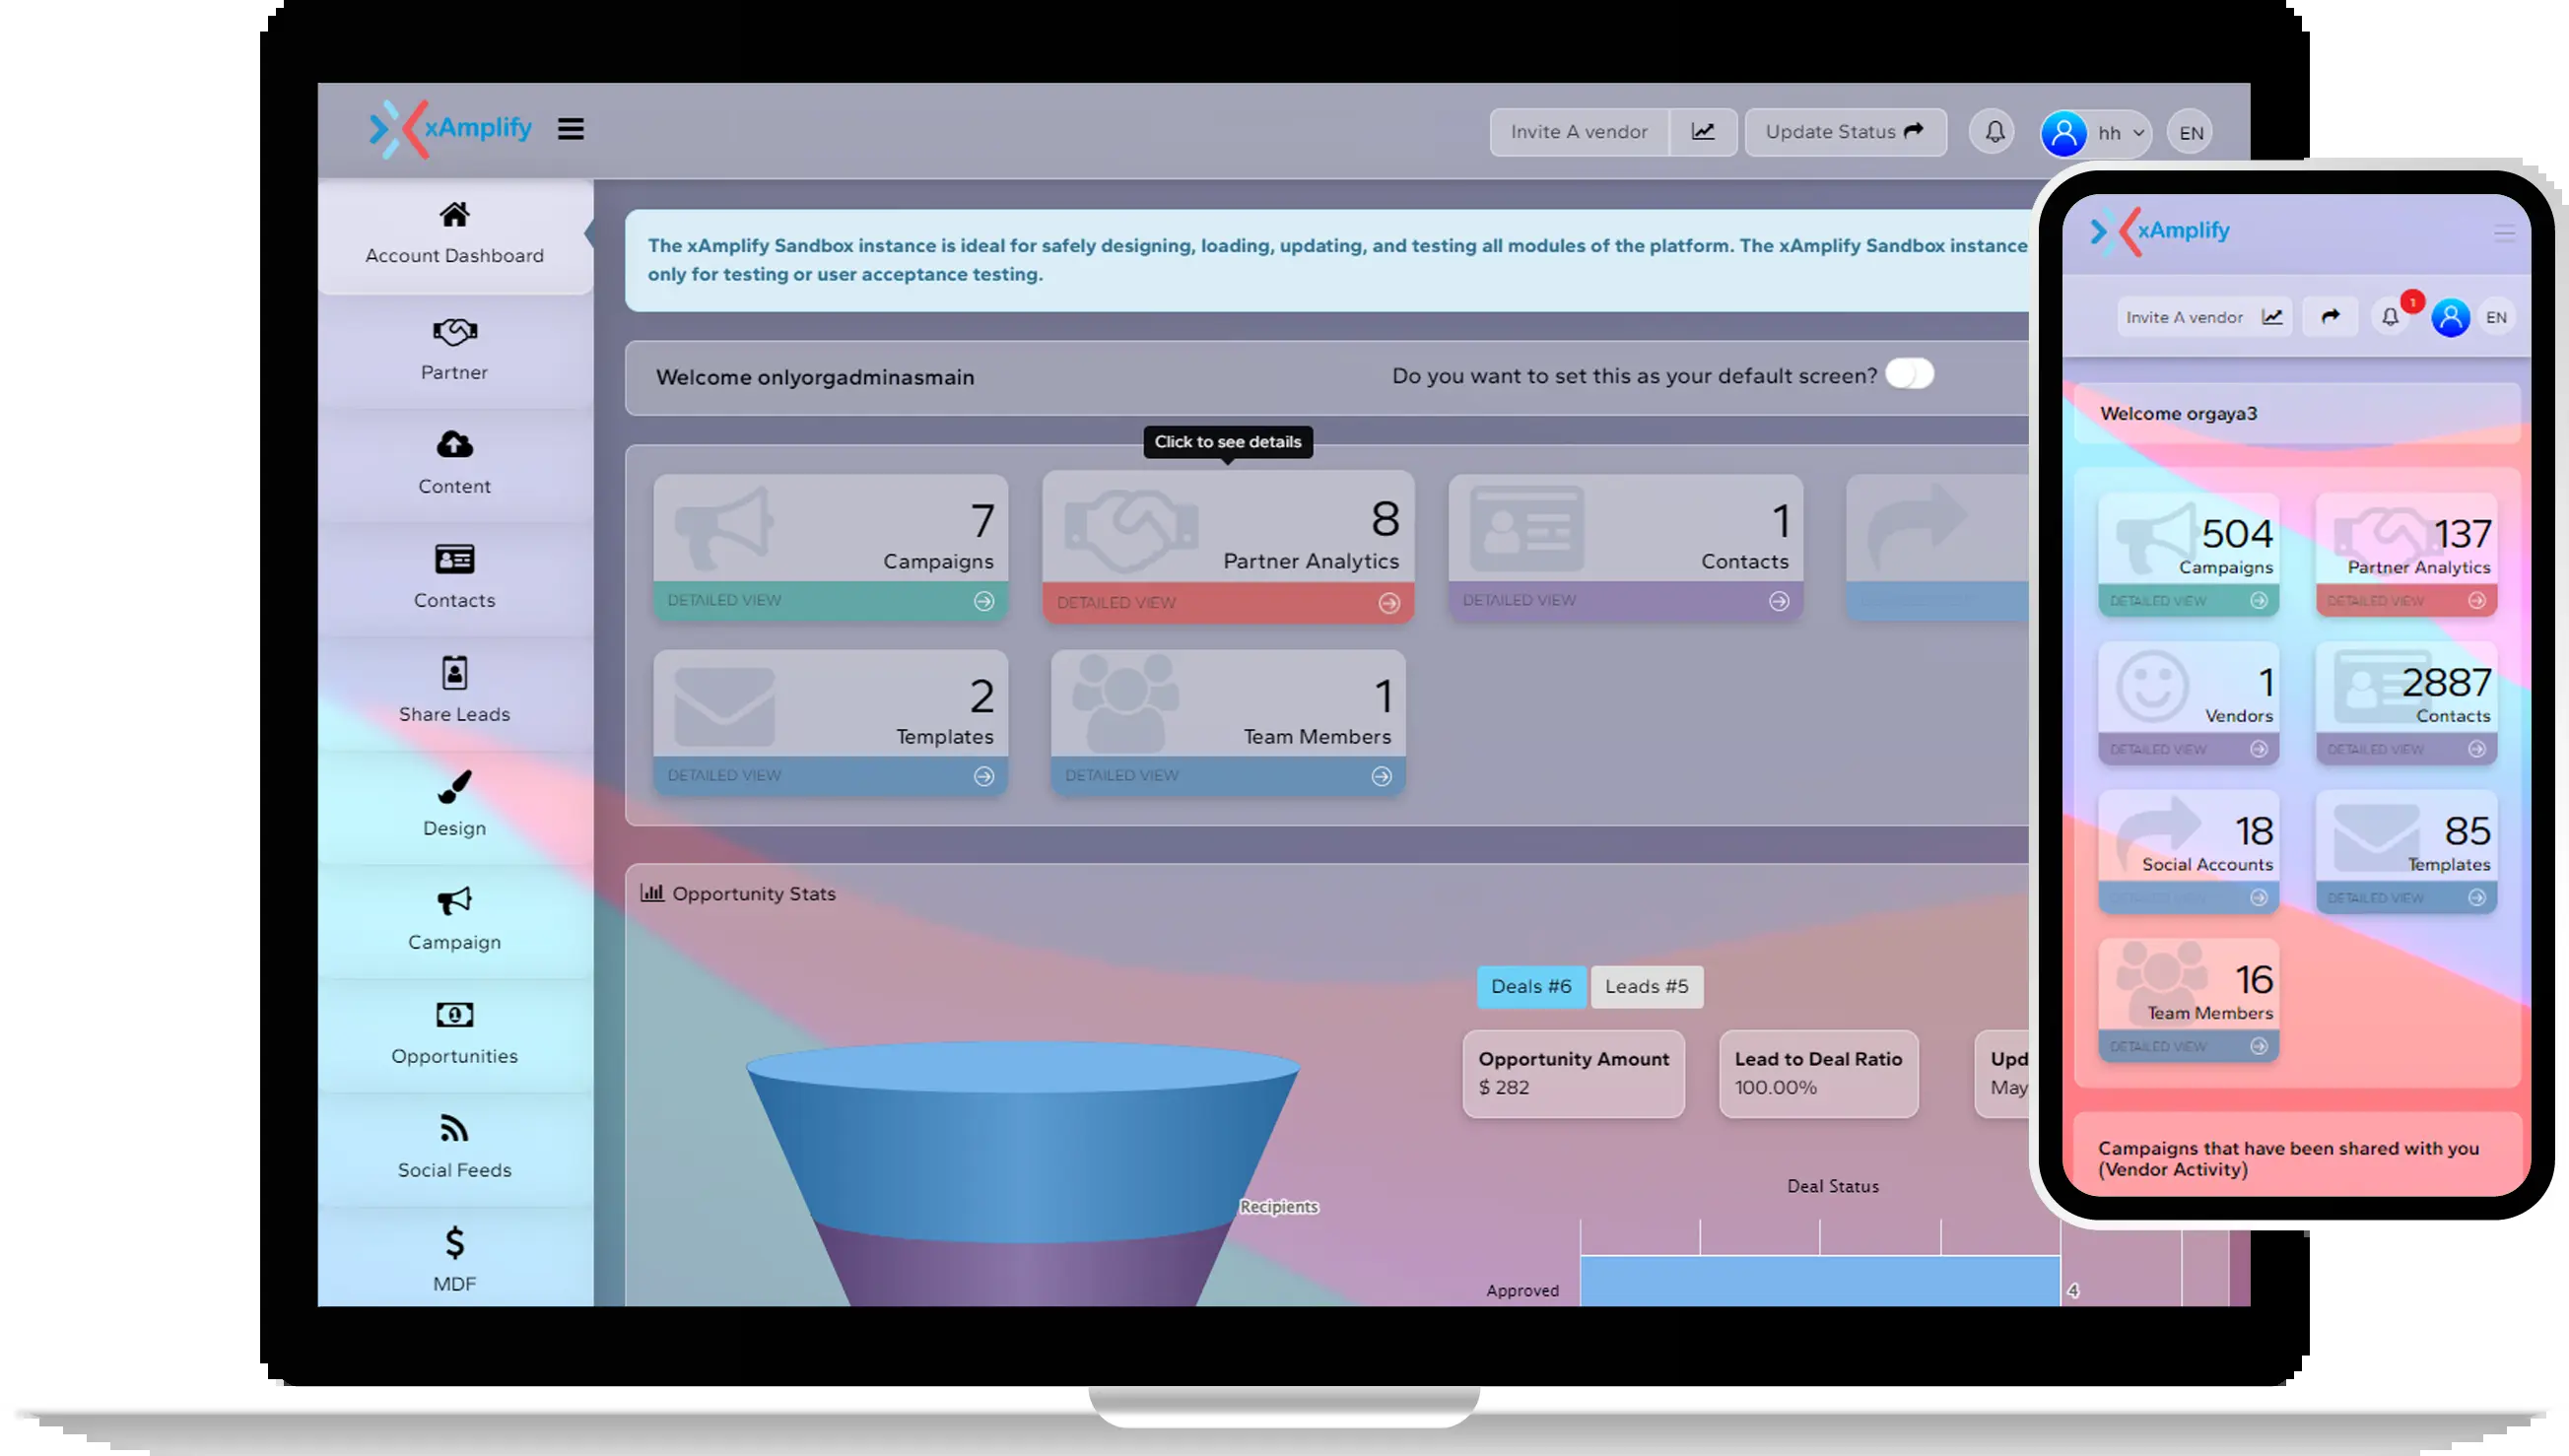 xAmplify
Invite A vendor
Update Status
hh
EN
Account Dashboard
Partner
Content
Contacts
Share Leads
Design
Campaign
Opportunities
Social Feeds
MDF
The xAmplify Sandbox instance is ideal for safely designing, loading, updating, and testing all modules of the platform. The xAmplify Sandbox instance
only for testing or user acceptance testing.
Welcome onlyorgadminasmain
Do you want to set this as your default screen?
Click to see details
7
Campaigns
DETAILED VIEW
8
Partner Analytics
DETAILED VIEW
1
Contacts
DETAILED VIEW
2
Templates
DETAILED VIEW
1
Team Members
DETAILED VIEW
Opportunity Stats
Deals #6
Leads #5
Opportunity Amount
$ 282
Lead to Deal Ratio
100.00%
Upd
May
Recipients
Deal Status
Approved
4
xAmplify
Invite A vendor
1
EN
Welcome orgaya3
504
Campaigns
DETAILED VIEW
137
Partner Analytics
DETAILED VIEW
1
Vendors
DETAILED VIEW
2887
Contacts
DETAILED VIEW
18
Social Accounts
DETAILED VIEW
85
Templates
DETAILED VIEW
16
Team Members
DETAILED VIEW
Campaigns that have been shared with you
(Vendor Activity)